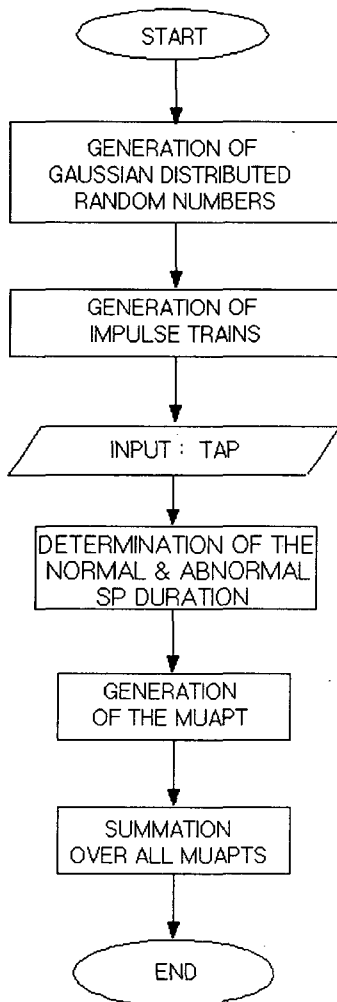 START
GENERATION OF
GAUSSIAN DISTRIBUTED
RANDOM NUMBERS
GENERATION OF
IMPULSE TRAINS
INPUT : TAP
DETERMINATION OF THE
NORMAL & ABNORMAL
SP DURATION
GENERATION
OF THE MUAPT
SUMMATION
OVER ALL MUAPTS
END